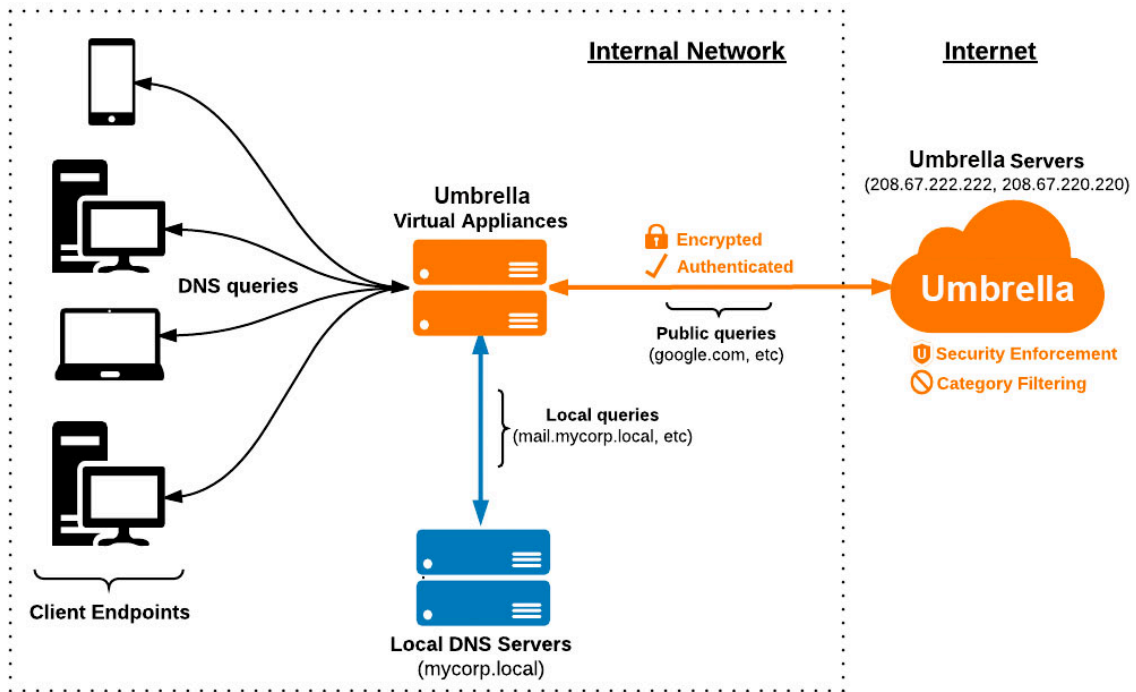 Internal Network
Internet
Umbrella Servers
(208.67.222.222, 208.67.220.220)
Umbrella
Virtual Appliances
Encrypted
Authenticated
DNS queries
Umbrella
Public queries
(google.com, etc)
U
Security Enforcement
Category Filtering
Local queries
(mail.mycorp.local, etc)
Client Endpoints
Local DNS Servers
(mycorp.local)